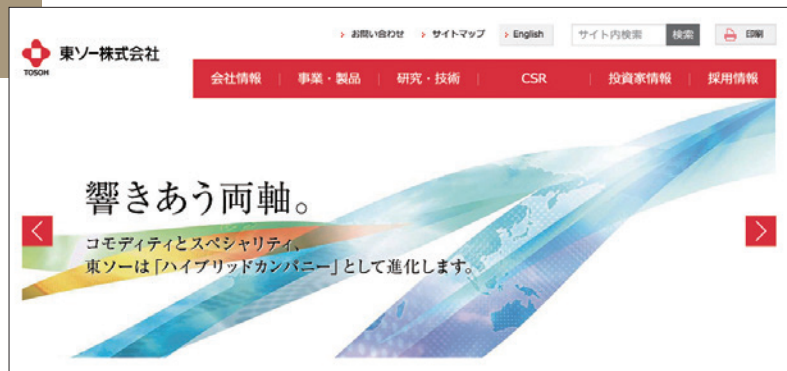 お問い合わせ サイトマップ English サイト内検索 検索 印刷
TOSOH 東ソー株式会社
会社情報 事業・製品 研究・技術 CSR 投資家情報 採用情報
響きあう両軸。
コモディティとスペシャリティ、
東ソーは「ハイブリッドカンパニー」として進化します。